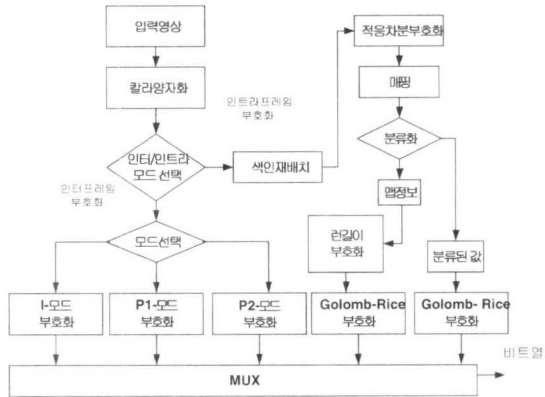 입력영상
적응차분부호화
칼라양자화
매핑
인트라프레임
부호화
인터/인트라
모드 선택
색인재배치
분류화
인터프레임
부호화
맵정보
모드선택
런길이
부호화
분류된 값
I-모드
부호화
P1-모드
부호화
P2-모드
부호화
Golomb-Rice
부호화
Golomb- Rice
부호화
비트열
MUX